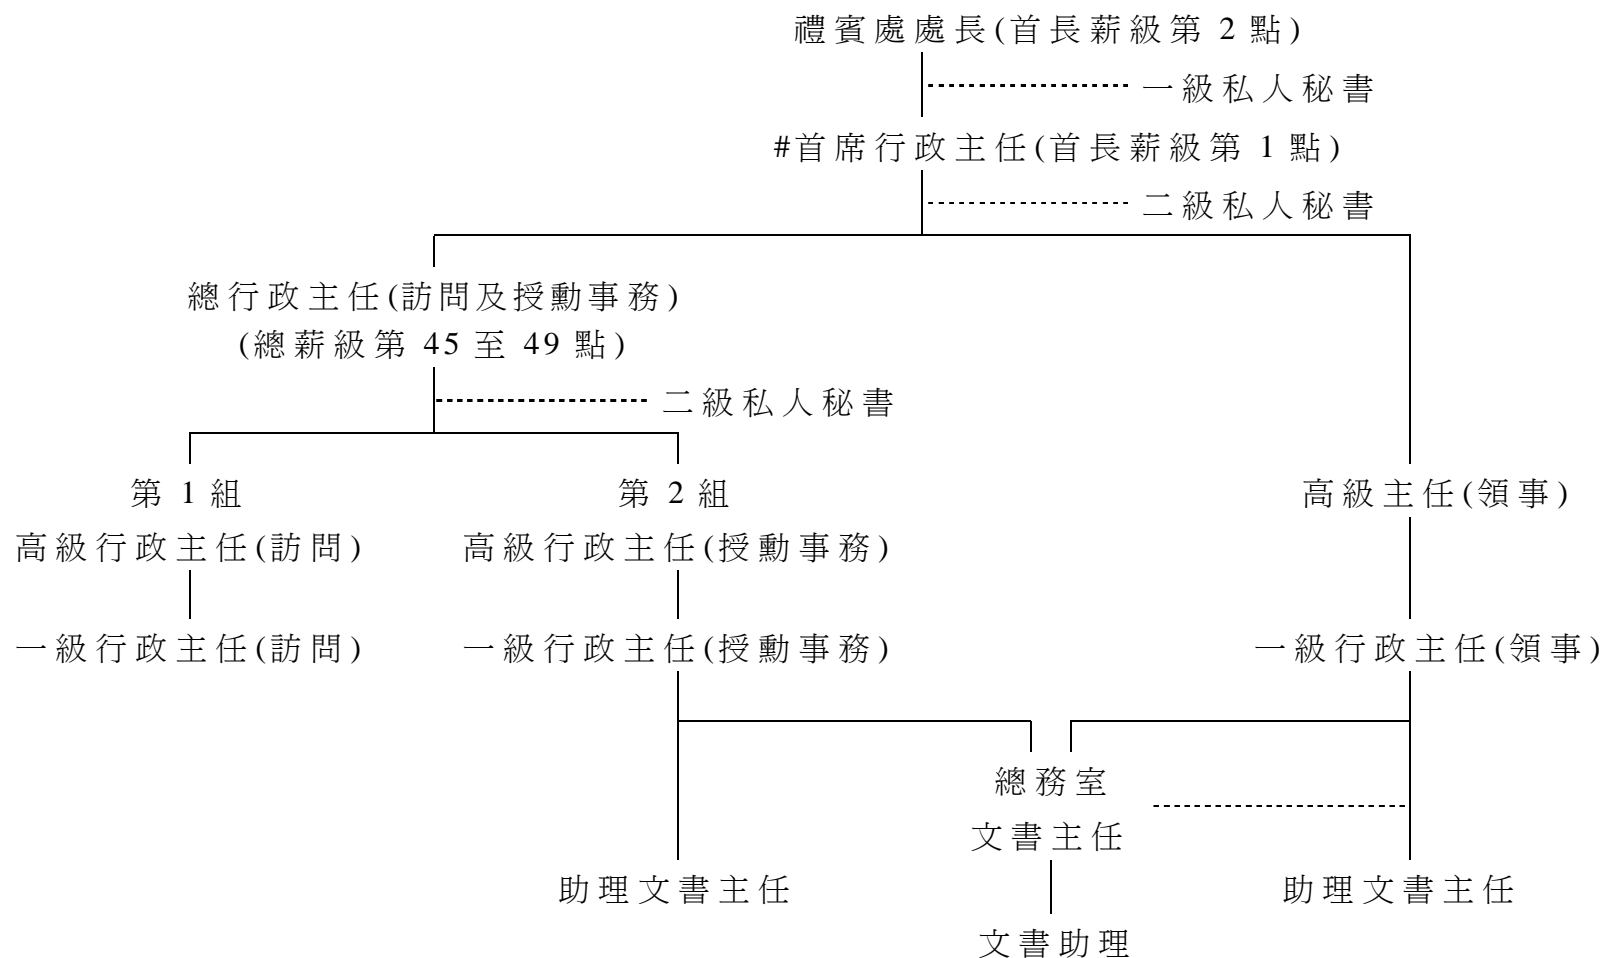 禮賓處處長(首長薪級第 2 點)
一級私人秘書
#首席行政主任(首長薪級第 1 點)
二級私人秘書
總行政主任(訪問及授勳事務)
(總薪級第 45 至 49 點)
二級私人秘書
第 1 組
第 2 組
高級主任(領事)
高級行政主任(訪問)
高級行政主任(授勳事務)
一級行政主任(訪問)
一級行政主任(授勳事務)
一級行政主任(領事)
總務室
文書主任
助理文書主任
助理文書主任
文書助理